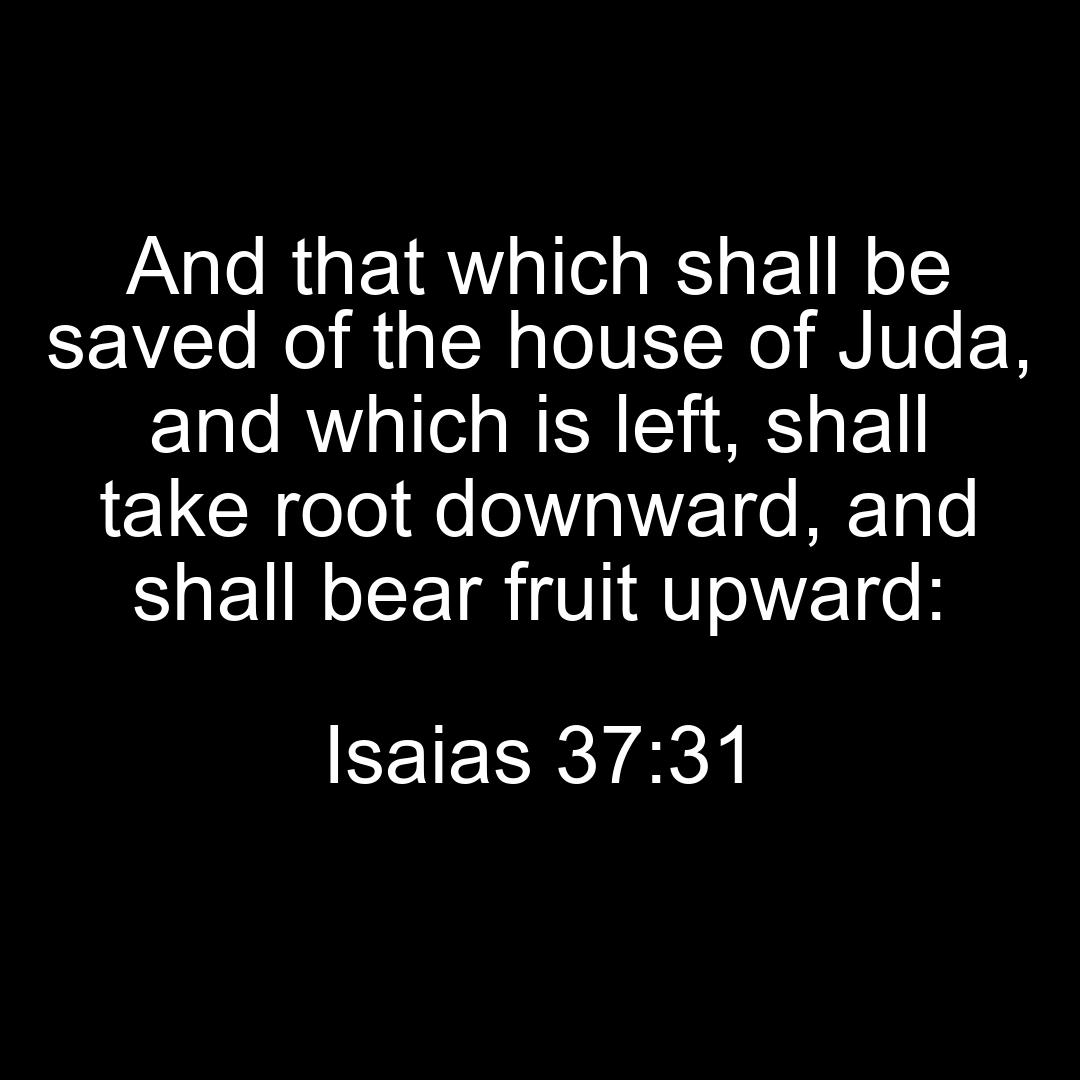 And that which shall be
saved of the house of Juda,
and which is left, shall
take root downward, and
shall bear fruit upward:
Isaias 37:31